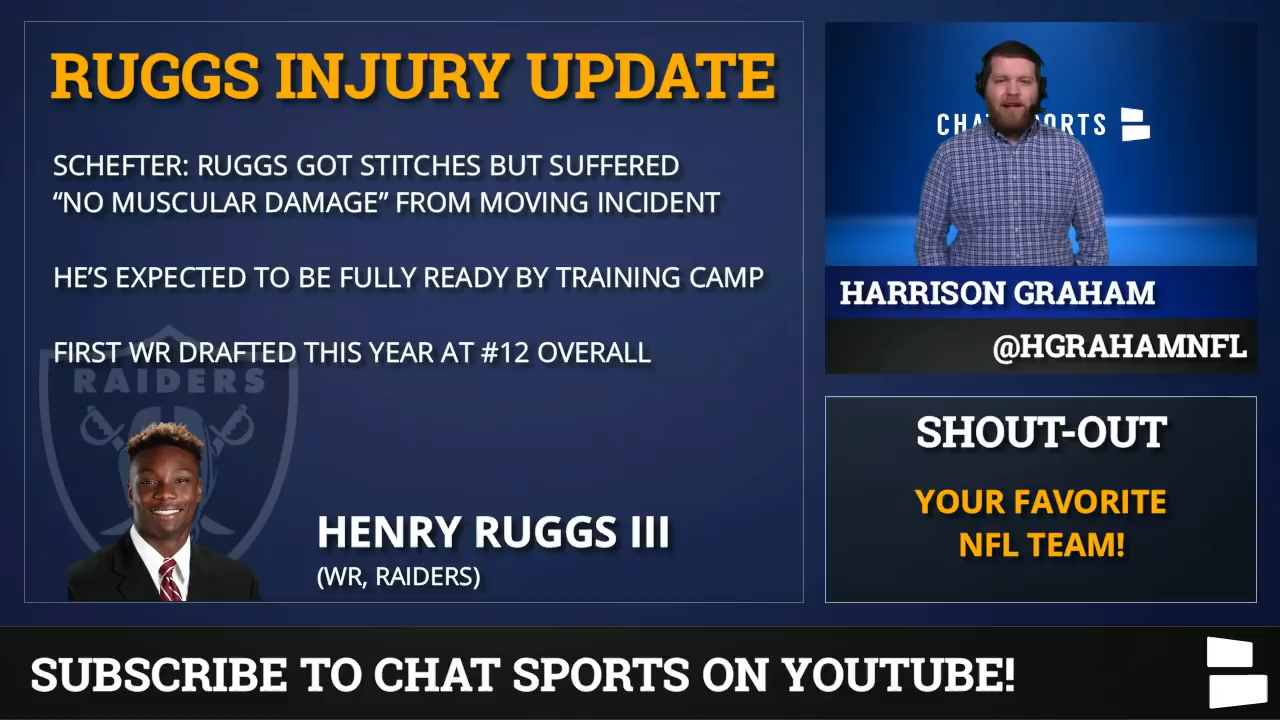 RUGGS INJURY UPDATE
SCHEFTER: RUGGS GOT STITCHES BUT SUFFERED
“NO MUSCULAR DAMAGE” FROM MOVING INCIDENT
HE’S EXPECTED TO BE FULLY READY BY TRAINING CAMP
FIRST WR DRAFTED THIS YEAR AT #12 OVERALL
RAIDERS
HENRY RUGGS III
(WR, RAIDERS)
HARRISON GRAHAM
@HGRAHAMNFL
SHOUT-OUT
YOUR FAVORITE
NFL TEAM!
SUBSCRIBE TO CHAT SPORTS ON YOUTUBE!